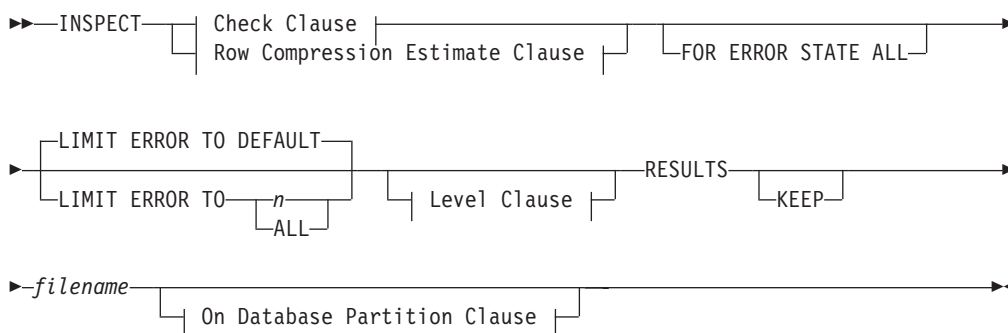 INSPECT Check Clause
Row Compression Estimate Clause FOR ERROR STATE ALL
LIMIT ERROR TO DEFAULT
LIMIT ERROR TO n
ALL
Level Clause
RESULTS
KEEP
filename
On Database Partition Clause